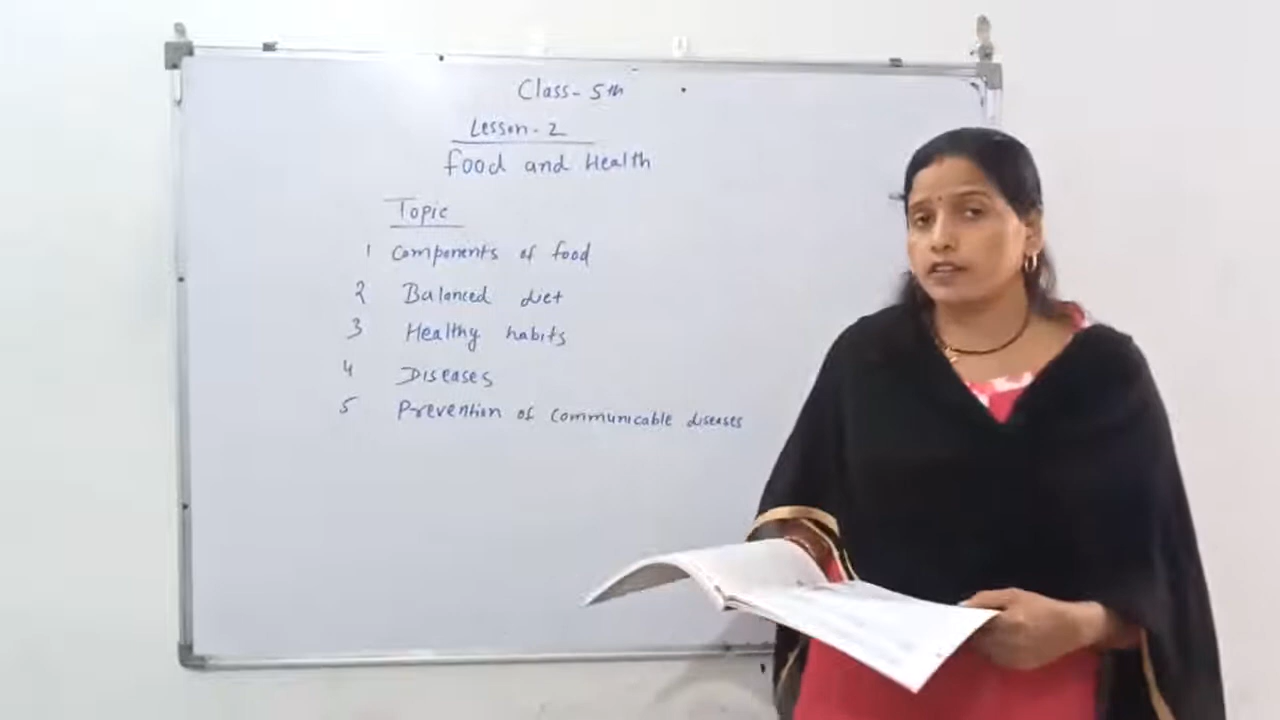 Class- 5th
Lesson-2
Food and Health
Topic
1 Components of food
2 Balanced diet
3 Healthy habits
4 Diseases
5 Prevention of communicable diseases